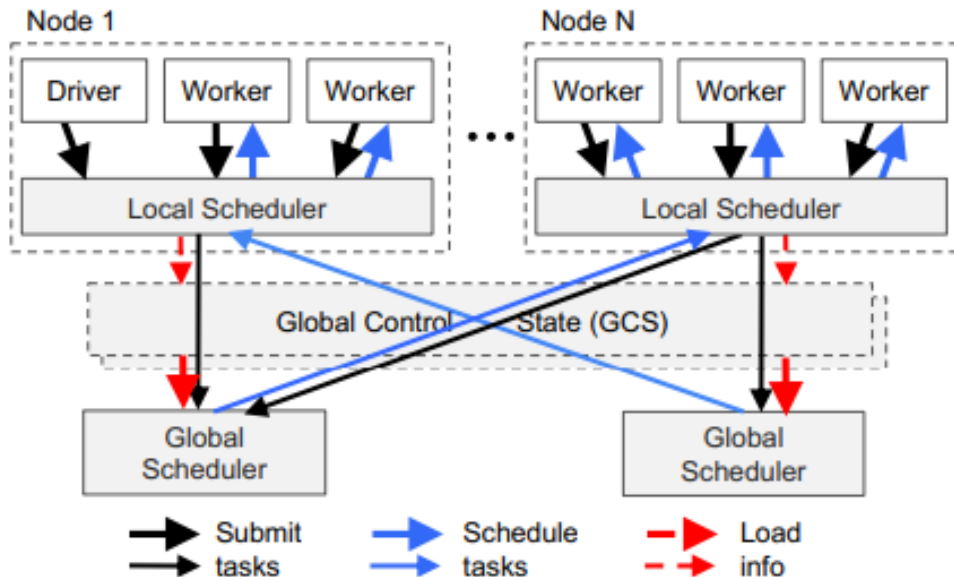 Node 1 Node N
Driver Worker Worker ••• Worker Worker Worker
Local Scheduler Local Scheduler
Global Control State (GCS)
Global Global
Scheduler Scheduler
Submit Schedule Load
tasks tasks info